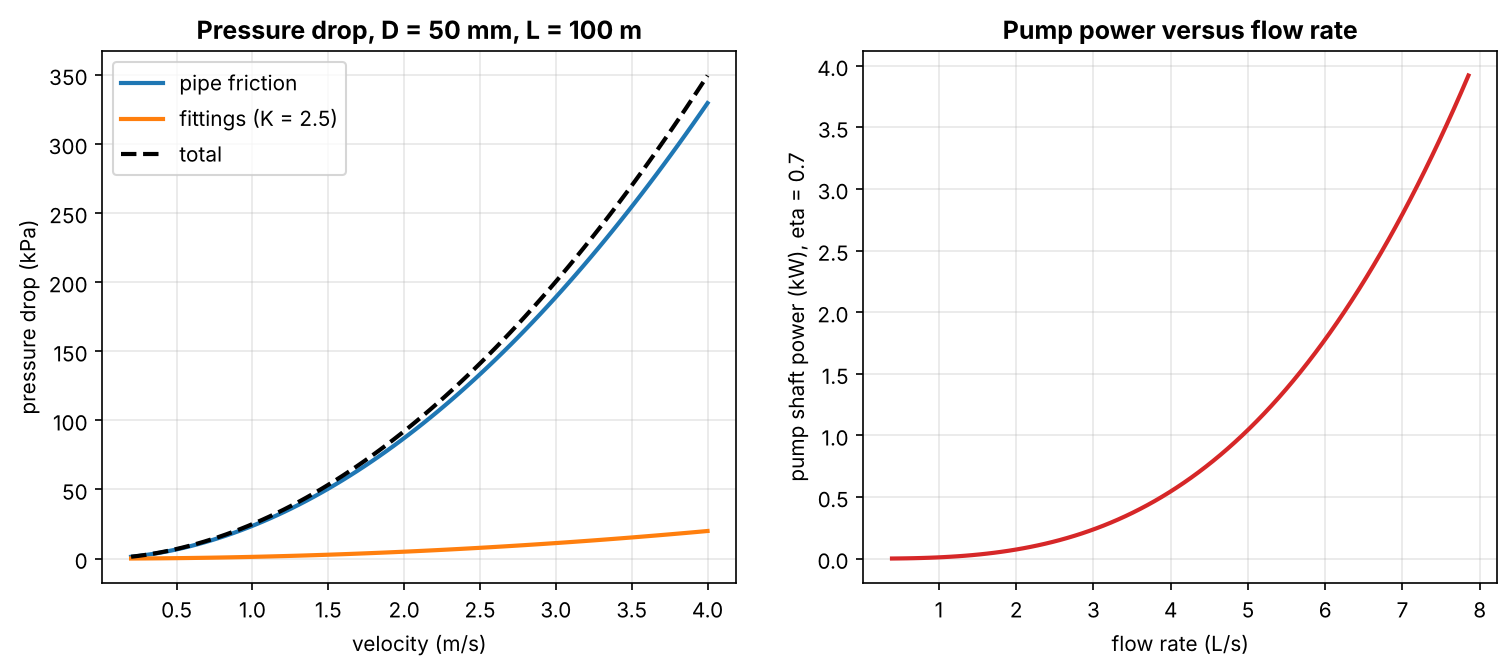 Pressure drop, D = 50 mm, L = 100 m
pipe friction
fittings (K = 2.5)
total
350
300
250
200
150
100
50
0
pressure drop (kPa)
0.5 1.0 1.5 2.0 2.5 3.0 3.5 4.0
velocity (m/s)
Pump power versus flow rate
4.0
3.5
3.0
2.5
2.0
1.5
1.0
0.5
0.0
pump shaft power (kW), eta = 0.7
1 2 3 4 5 6 7 8
flow rate (L/s)